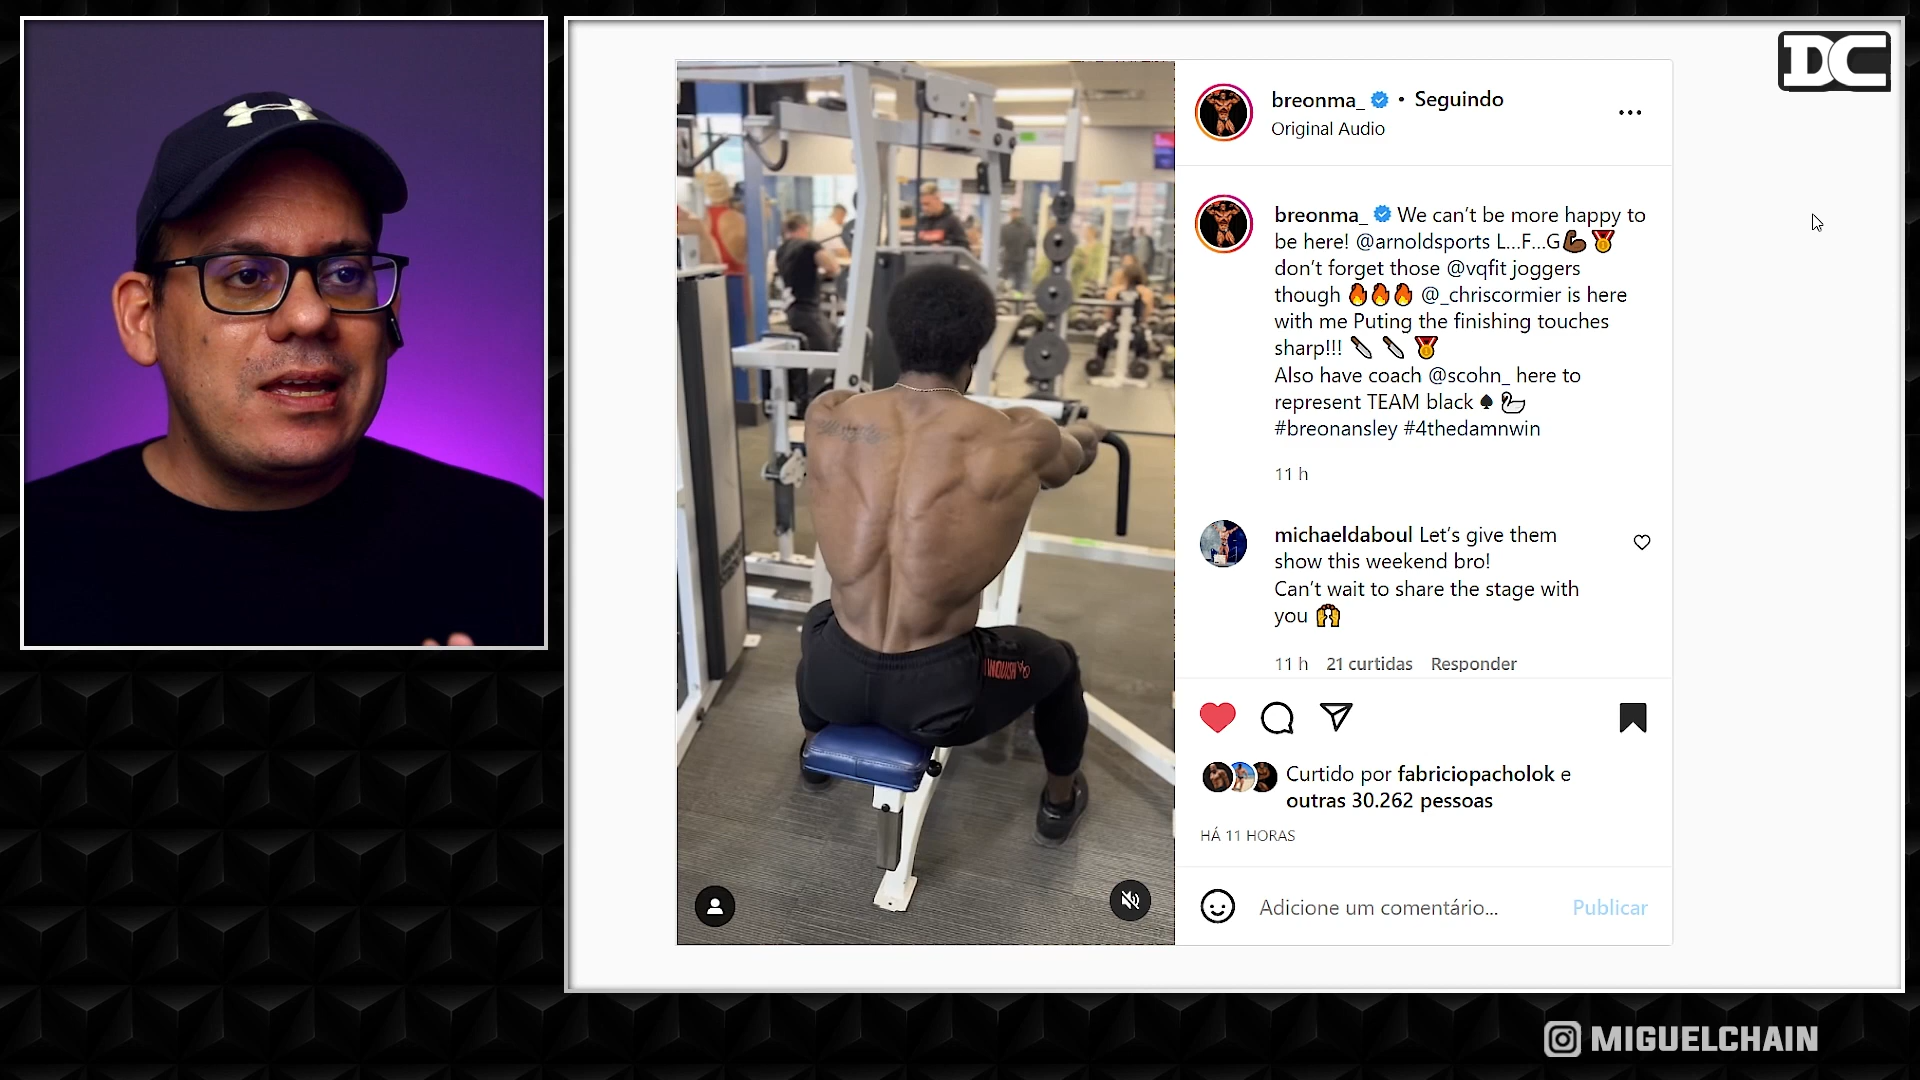 DC
breonma_ • Seguindo
Original Audio
breonma_ We can't be more happy to
be here! @arnoldsports L...F...G💪🏾🏅
don't forget those @vqfit joggers
though 🔥🔥🔥 @_chriscormier is here
with me Puting the finishing touches
sharp!!! 🔪 🔪 🏅
Also have coach @scohn_ here to
represent TEAM black ♠ 🦢
#breonansley #4thedamnwin
11 h
michaeldaboul Let's give them
show this weekend bro!
Can't wait to share the stage with
you 🙌
11 h 21 curtidas Responder
Curtido por fabriciopacholok e
outras 30.262 pessoas
HÁ 11 HORAS
Adicione um comentário... Publicar
MIGUELCHAIN